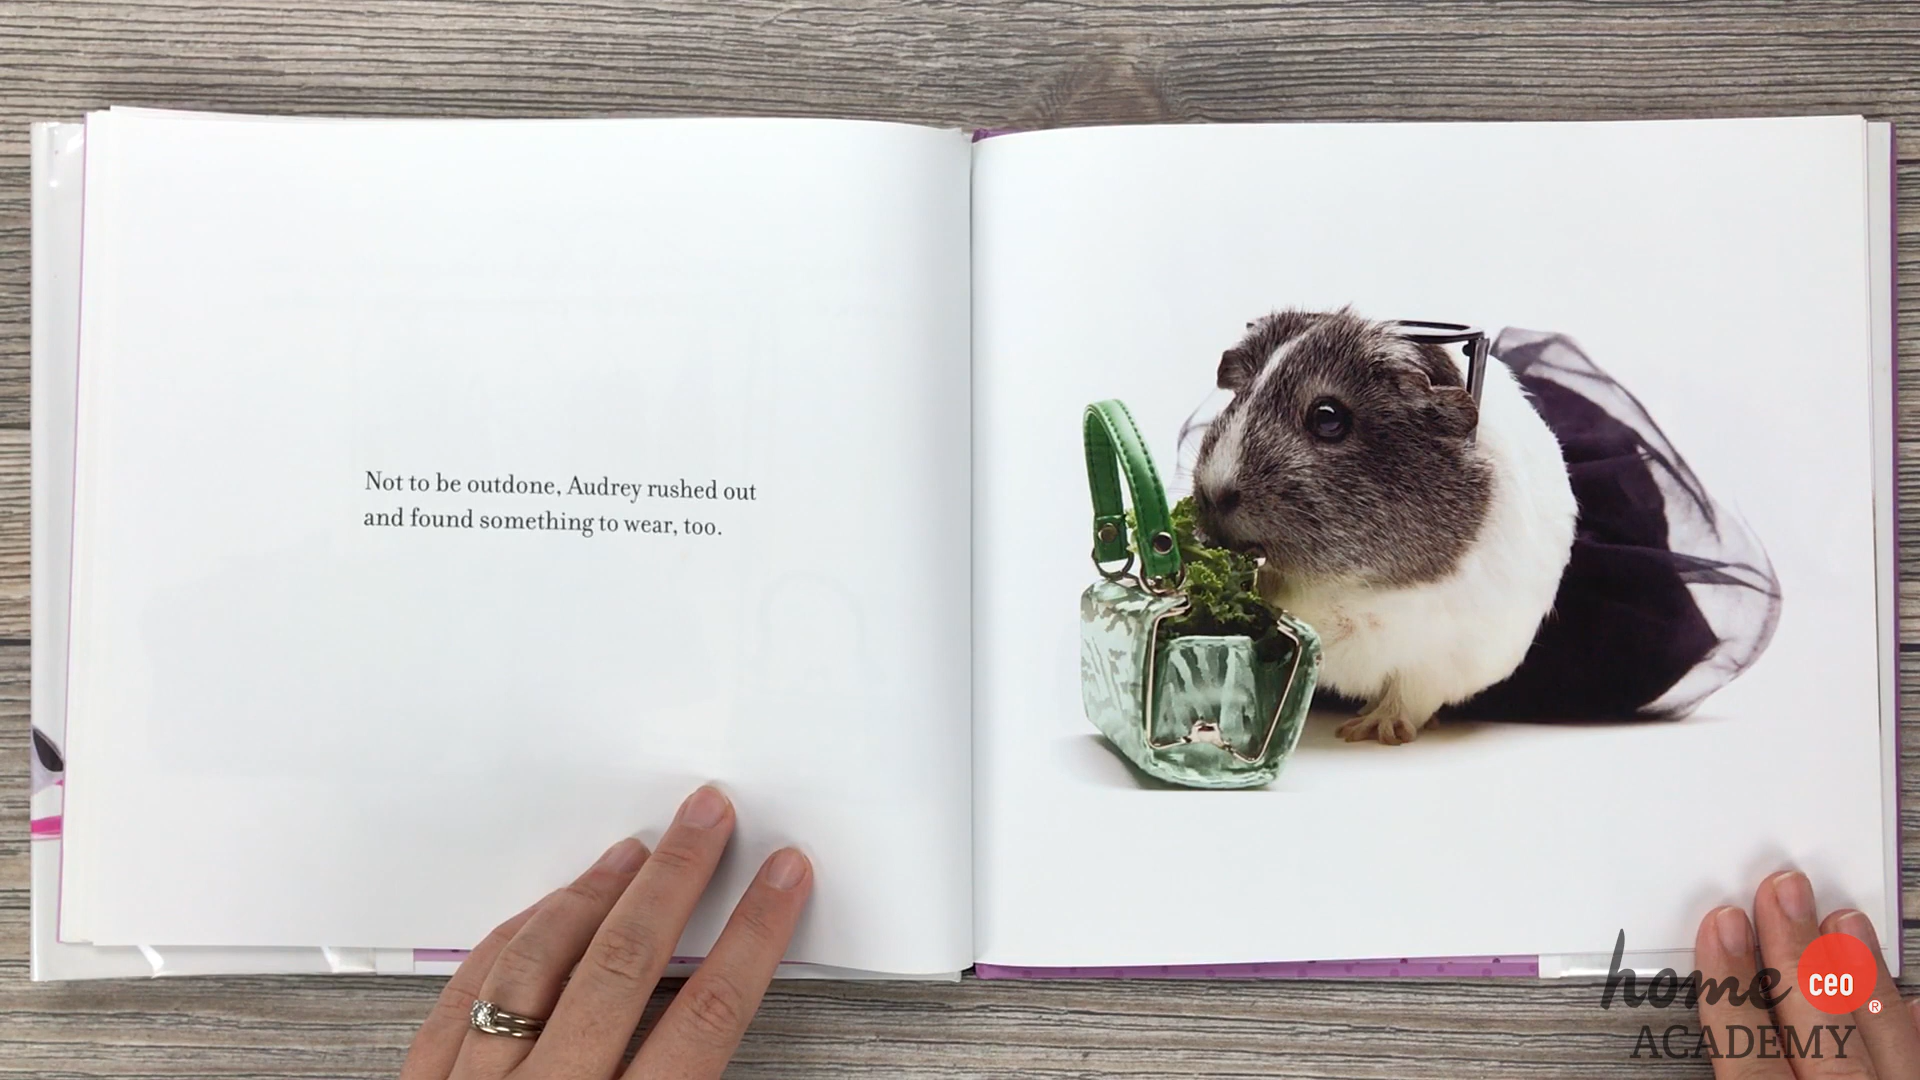 Not to be outdone, Audrey rushed out
and found something to wear, too.
home ceo ®
ACADEMY